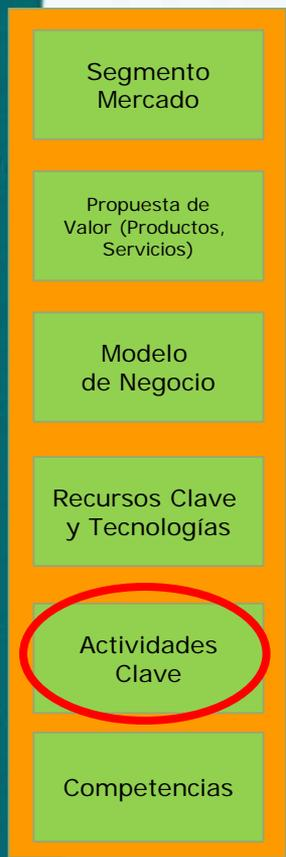 Segmento
Mercado
Propuesta de
Valor (Productos,
Servicios)
Modelo
de Negocio
Recursos Clave
y Tecnologías
Actividades
Clave
Competencias